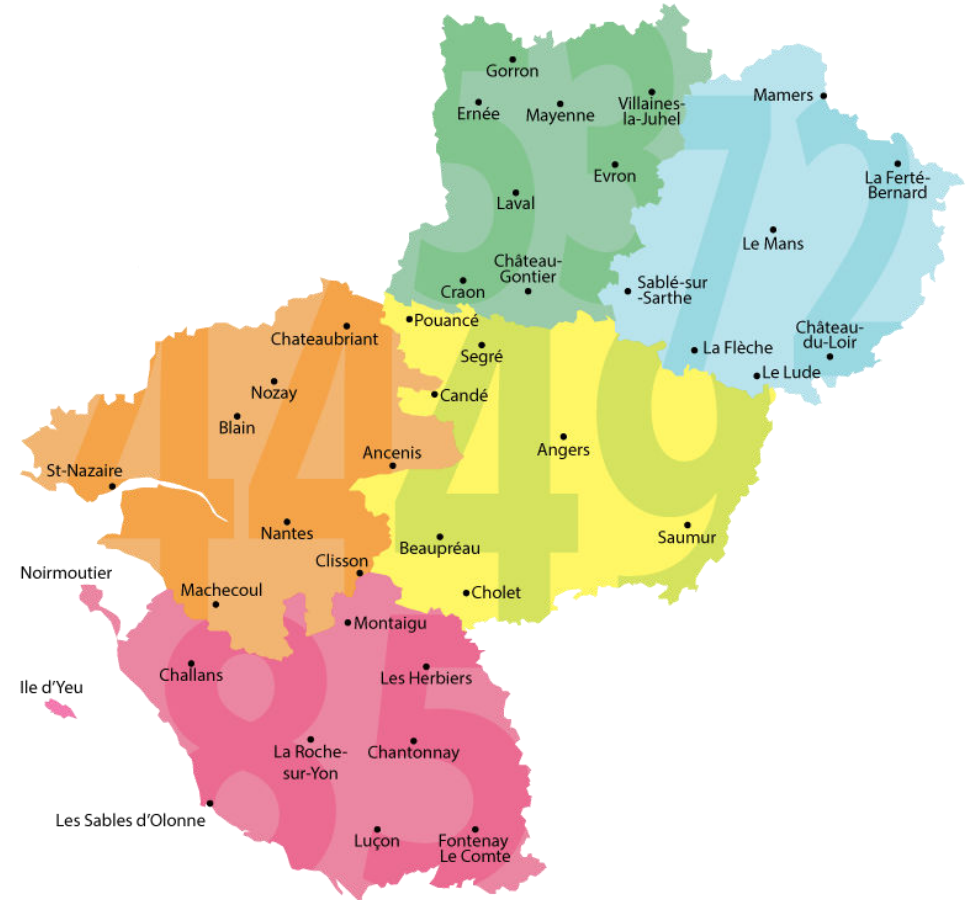 53
Gorron
Ernée
Mayenne
Villaines-
la-Juhel
Evron
Laval
Château-
Gontier
Craon
72
Mamers
La Ferté-
Bernard
Le Mans
Sablé-sur
-Sarthe
La Flèche
Château-
du-Loir
Le Lude
44
Chateaubriant
Nozay
Blain
Ancenis
St-Nazaire
Nantes
Clisson
Machecoul
49
Pouancé
Segré
Candé
Angers
Beaupréau
Saumur
Cholet
85
Noirmoutier
Montaigu
Challans
Les Herbiers
Ile d'Yeu
La Roche-
sur-Yon
Chantonnay
Les Sables d'Olonne
Luçon
Fontenay
Le Comte